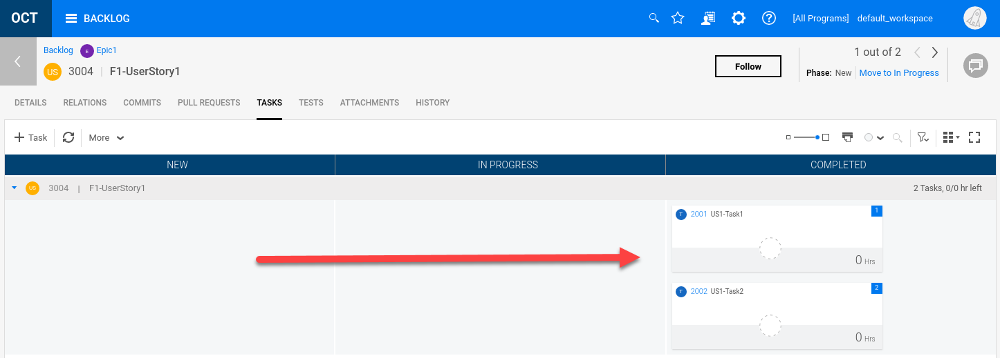 OCT BACKLOG [All Programs] default_workspace
Backlog E Epic1
US 3004 | F1-UserStory1
Follow
1 out of 2
Phase: New Move to In Progress
DETAILS RELATIONS COMMITS PULL REQUESTS TASKS TESTS ATTACHMENTS HISTORY
Task More
NEW IN PROGRESS COMPLETED
US 3004 | F1-UserStory1 2 Tasks, 0/0 hr left
T 2001 US1-Task1 1
0 Hrs
T 2002 US1-Task2 2
0 Hrs